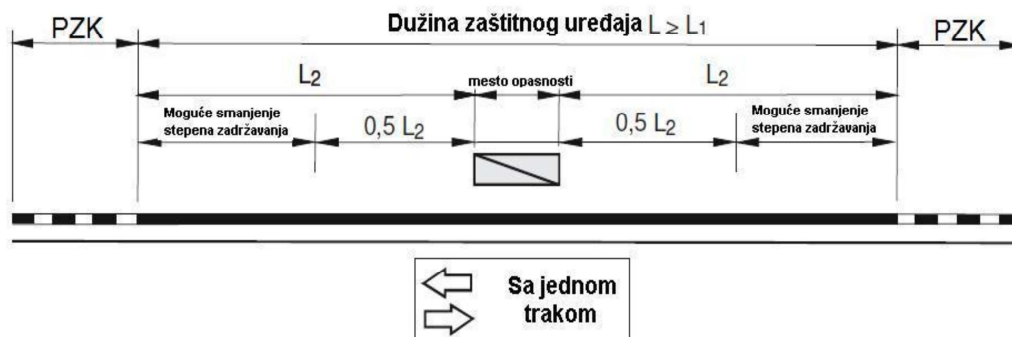 PZK
Dužina zaštitnog uređaja L ≥ L1
PZK
L2
mesto opasnosti
L2
Moguće smanjenje
stepena zadržavanja
0,5 L2
0,5 L2
Moguće smanjenje
stepena zadržavanja
Sa jednom
trakom